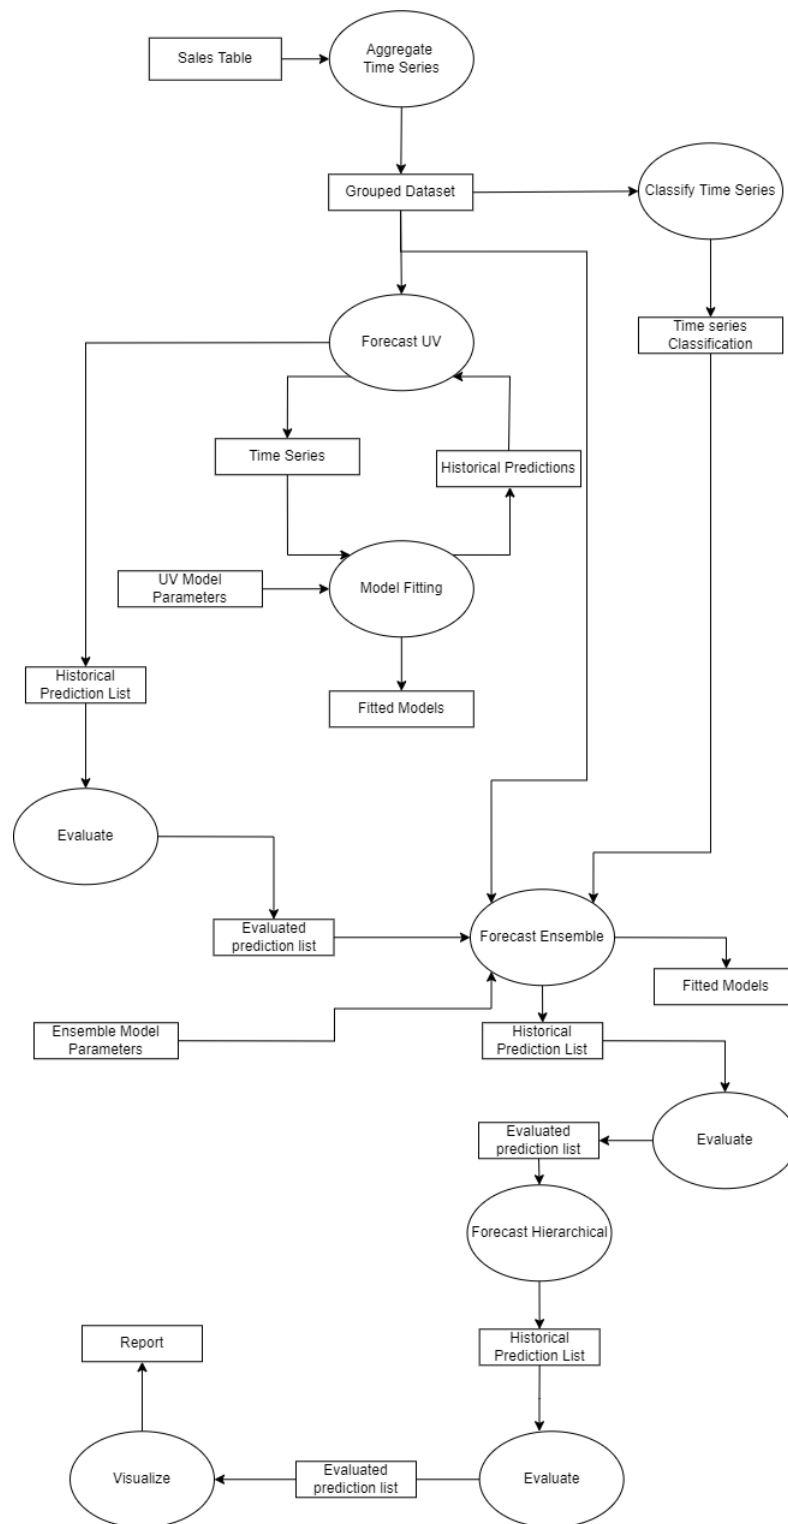 Sales Table
Aggregate
Time Series
Grouped Dataset
Classify Time Series
Time series
Classification
Forecast UV
Time Series
Historical Predictions
UV Model
Parameters
Model Fitting
Historical
Prediction List
Fitted Models
Evaluate
Evaluated
prediction list
Forecast Ensemble
Fitted Models
Ensemble Model
Parameters
Historical
Prediction List
Evaluate
Evaluated
prediction list
Forecast Hierarchical
Historical
Prediction List
Report
Visualize
Evaluated
prediction list
Evaluate